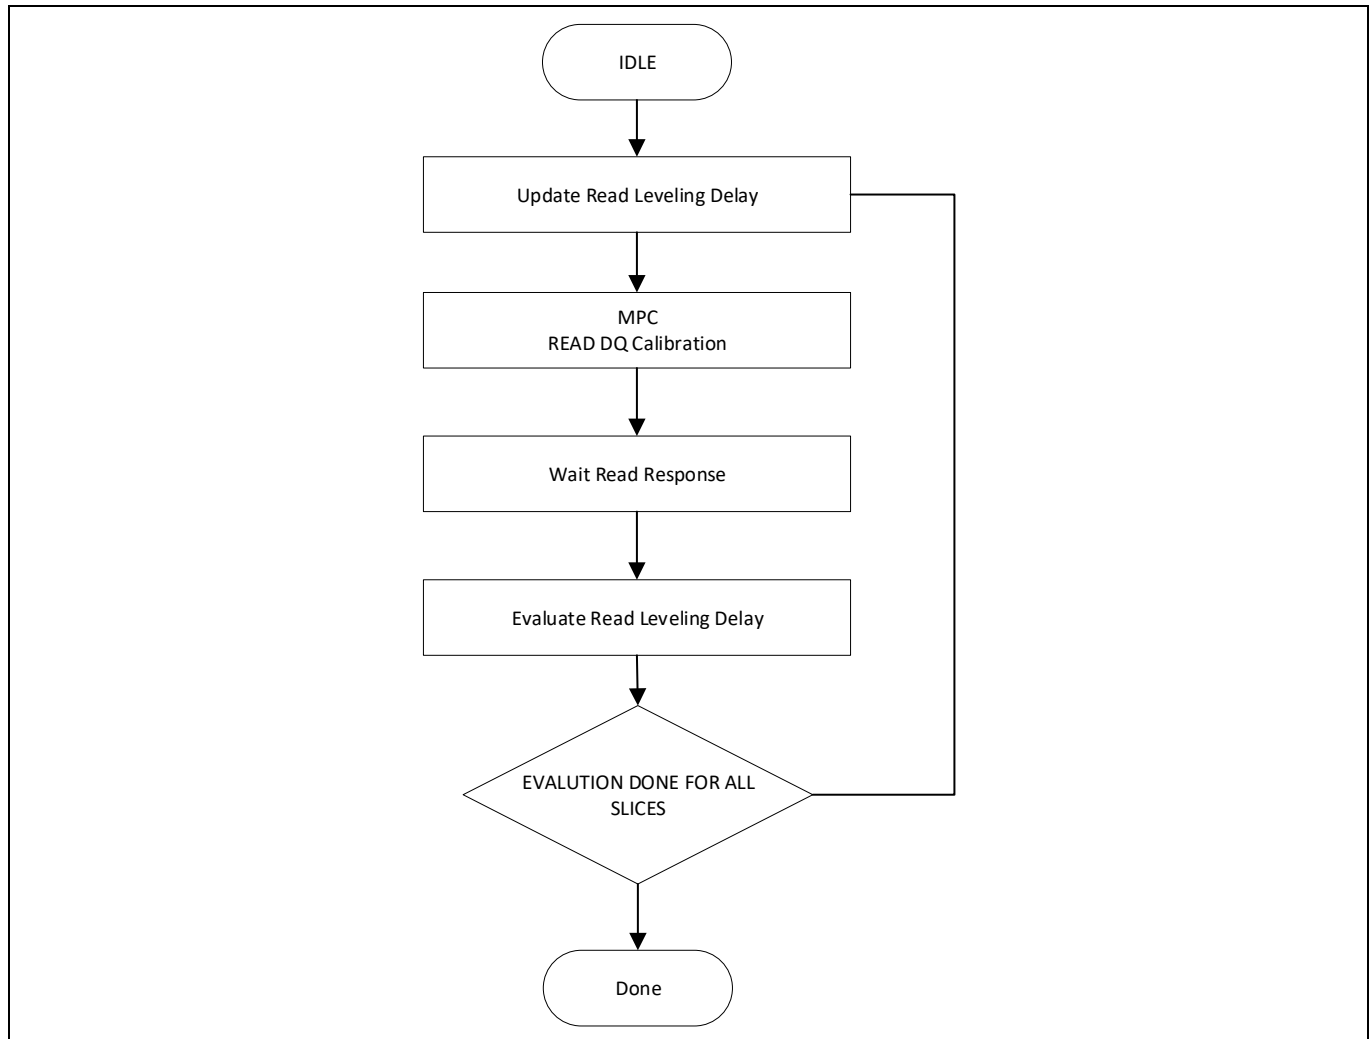 IDLE
Update Read Leveling Delay
MPC
READ DQ Calibration
Wait Read Response
Evaluate Read Leveling Delay
EVALUTION DONE FOR ALL
SLICES
Done